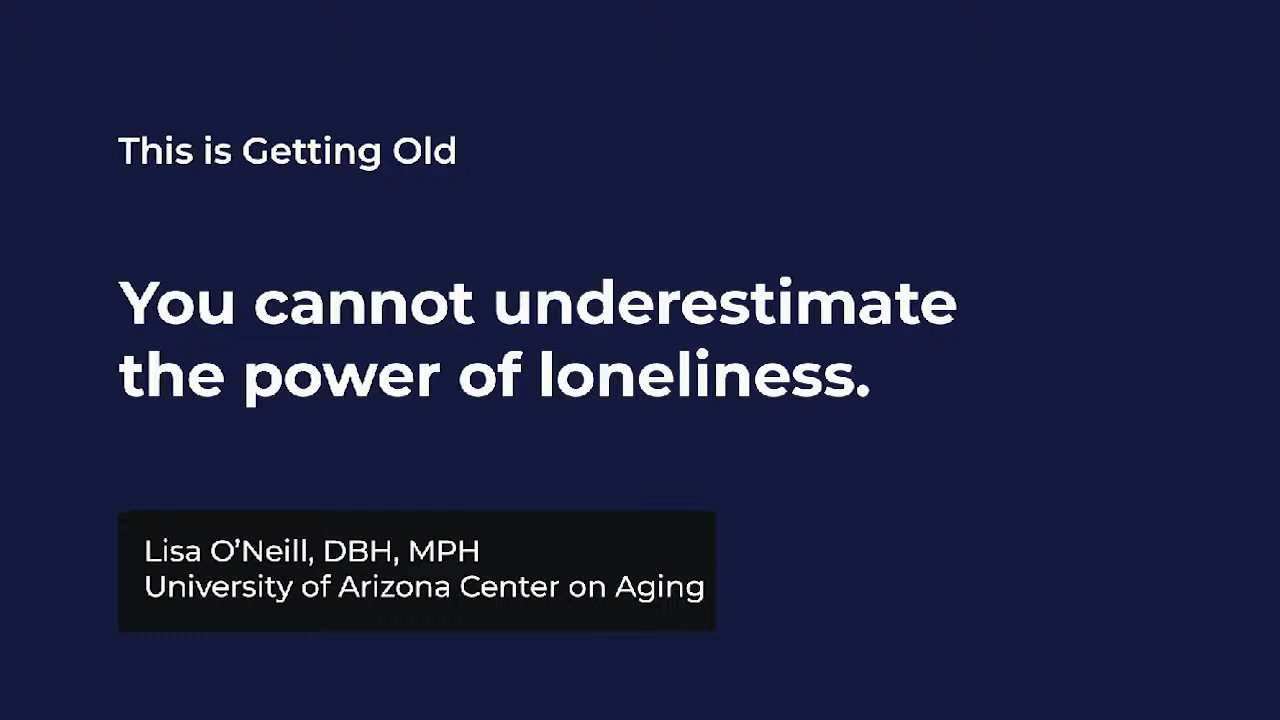 This is Getting Old
You cannot underestimate
the power of loneliness.
Lisa O’Neill, DBH, MPH
University of Arizona Center on Aging